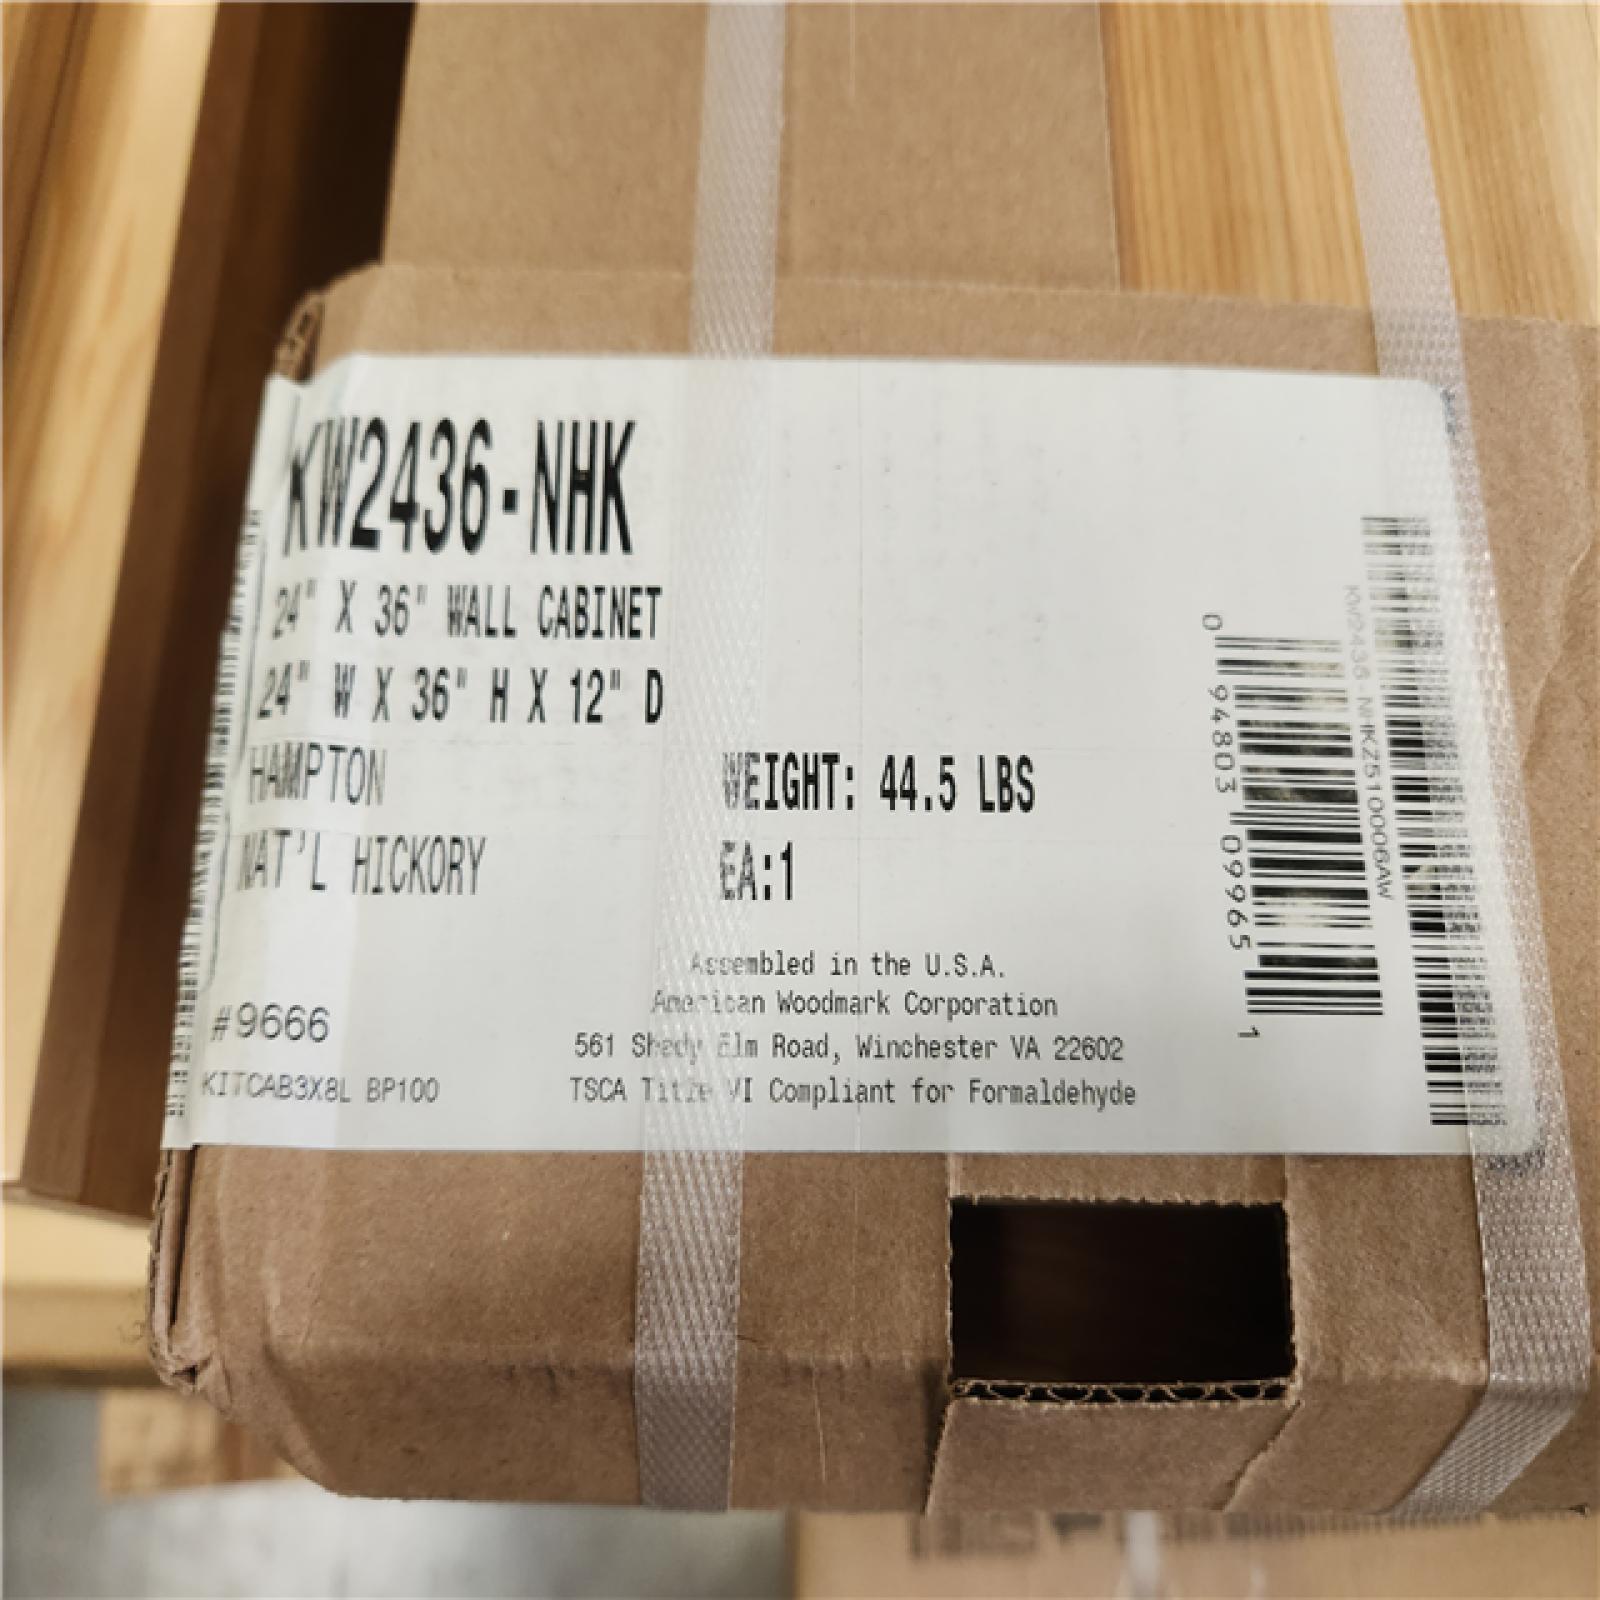 KW2436-NHK
24" X 36" WALL CABINET
24" W X 36" H X 12" D
HAMPTON
NAT'L HICKORY
WEIGHT: 44.5 LBS
EA:1
Assembled in the U.S.A.
American Woodmark Corporation
561 Shady Elm Road, Winchester VA 22602
TSCA Title VI Compliant for Formaldehyde
#9666
KITCAB3X8L BP100
0 94803 09965 1
KW2436-NHKZ510006AW